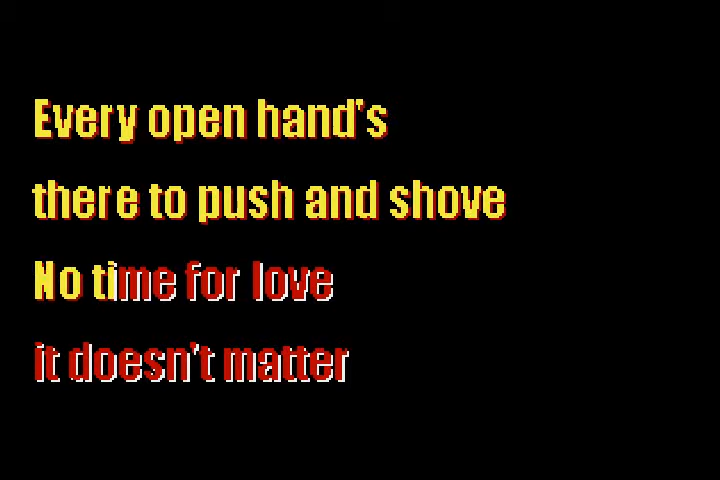 Every open hand's
there to push and shove
No time for love
it doesn't matter